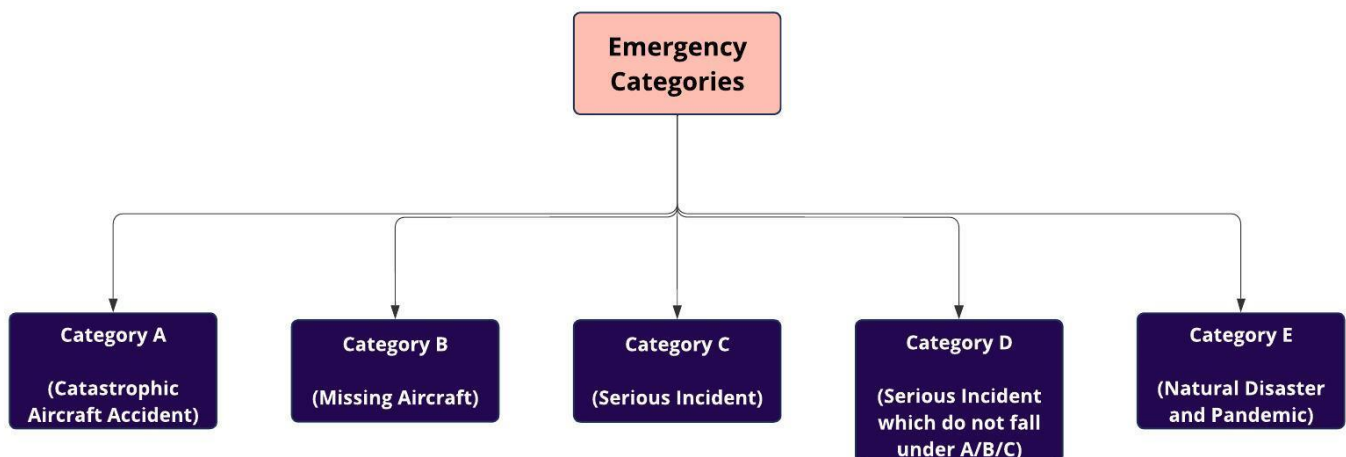 Emergency
Categories
Category A
(Catastrophic
Aircraft Accident)
Category B
(Missing Aircraft)
Category C
(Serious Incident)
Category D
(Serious Incident
which do not fall
under A/B/C)
Category E
(Natural Disaster
and Pandemic)